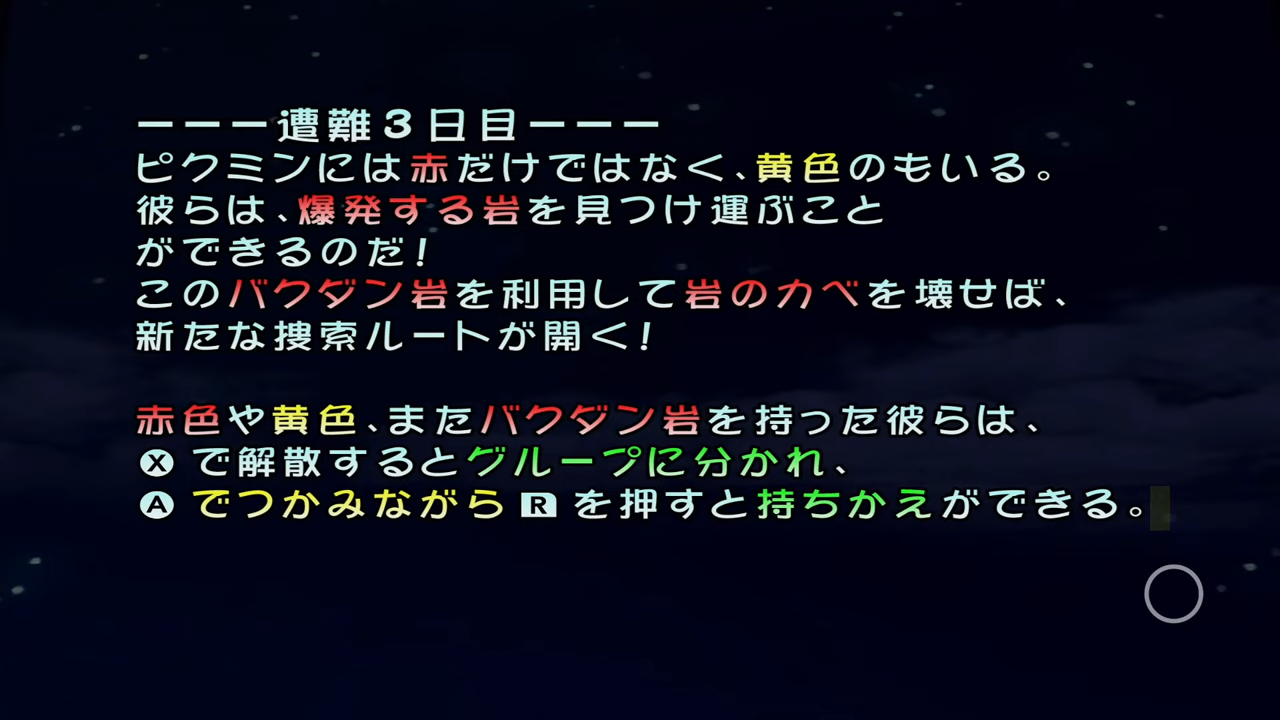 ーーー遭難３日目ーーー
ピクミンには赤だけではなく、黄色のもいる。
彼らは、爆発する岩を見つけ運ぶこと
ができるのだ！
このバクダン岩を利用して岩のカベを壊せば、
新たな捜索ルートが開く！
赤色や黄色、またバクダン岩を持った彼らは、
X で解散するとグループに分かれ、
A でつかみながら R を押すと持ちかえができる。